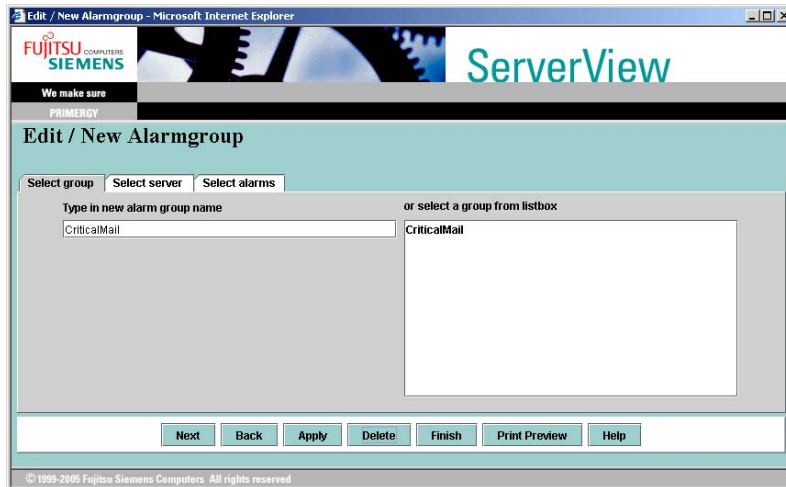 Edit / New Alarmgroup - Microsoft Internet Explorer
FUJITSU COMPUTERS
SIEMENS
ServerView
We make sure
PRIMERGY
Edit / New Alarmgroup
Select group Select server Select alarms
Type in new alarm group name or select a group from listbox
CriticalMail CriticalMail
Next Back Apply Delete Finish Print Preview Help
©1999-2005 Fujitsu Siemens Computers All rights reserved